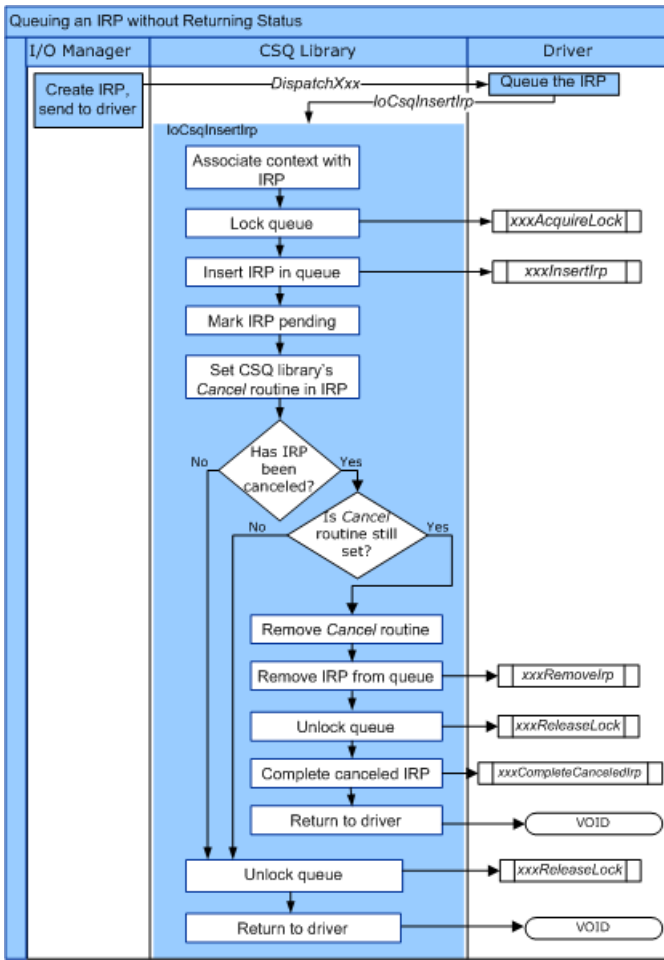 Queuing an IRP without Returning Status
I/O Manager
CSQ Library
Driver
Create IRP,
send to driver
DispatchXxx
Queue the IRP
IoCsqInsertIrp
IoCsqInsertIrp
Associate context with
IRP
Lock queue
xxxAcquireLock
Insert IRP in queue
xxxInsertIrp
Mark IRP pending
Set CSQ library`s
Cancel routine in IRP
Has IRP
been
canceled?
No
Yes
Is Cancel
routine still
set?
No
Yes
Remove Cancel routine
Remove IRP from queue
xxxRemoveIrp
Unlock queue
xxxReleaseLock
Complete canceled IRP
xxxCompleteCanceledIrp
Return to driver
VOID
Unlock queue
xxxReleaseLock
Return to driver
VOID